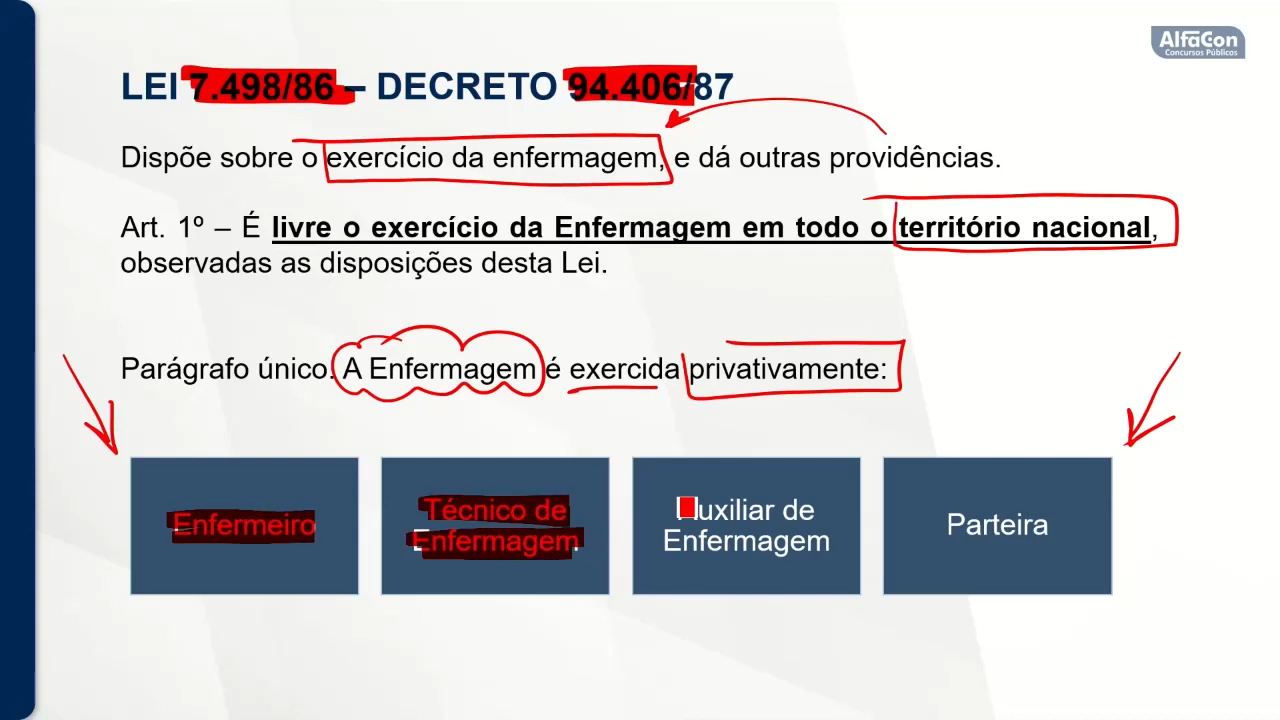 AlfaCon
Concursos Públicos
LEI 7.498/86 – DECRETO 94.406/87
Dispõe sobre o exercício da enfermagem, e dá outras providências.
Art. 1º – É livre o exercício da Enfermagem em todo o território nacional,
observadas as disposições desta Lei.
Parágrafo único. A Enfermagem é exercida privativamente:
Enfermeiro
Técnico de
Enfermagem
Auxiliar de
Enfermagem
Parteira